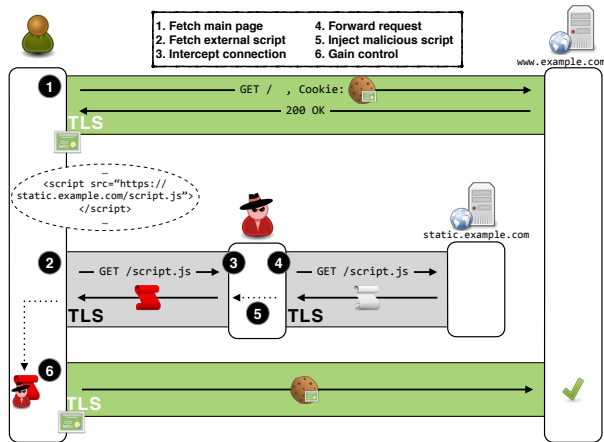 1. Fetch main page
2. Fetch external script
3. Intercept connection
4. Forward request
5. Inject malicious script
6. Gain control
www.example.com
1
GET / , Cookie:
200 OK
TLS
…
<script src=“https://
static.example.com/script.js”>
</script>
…
static.example.com
2
GET /script.js
3
4
GET /script.js
5
TLS
TLS
6
TLS